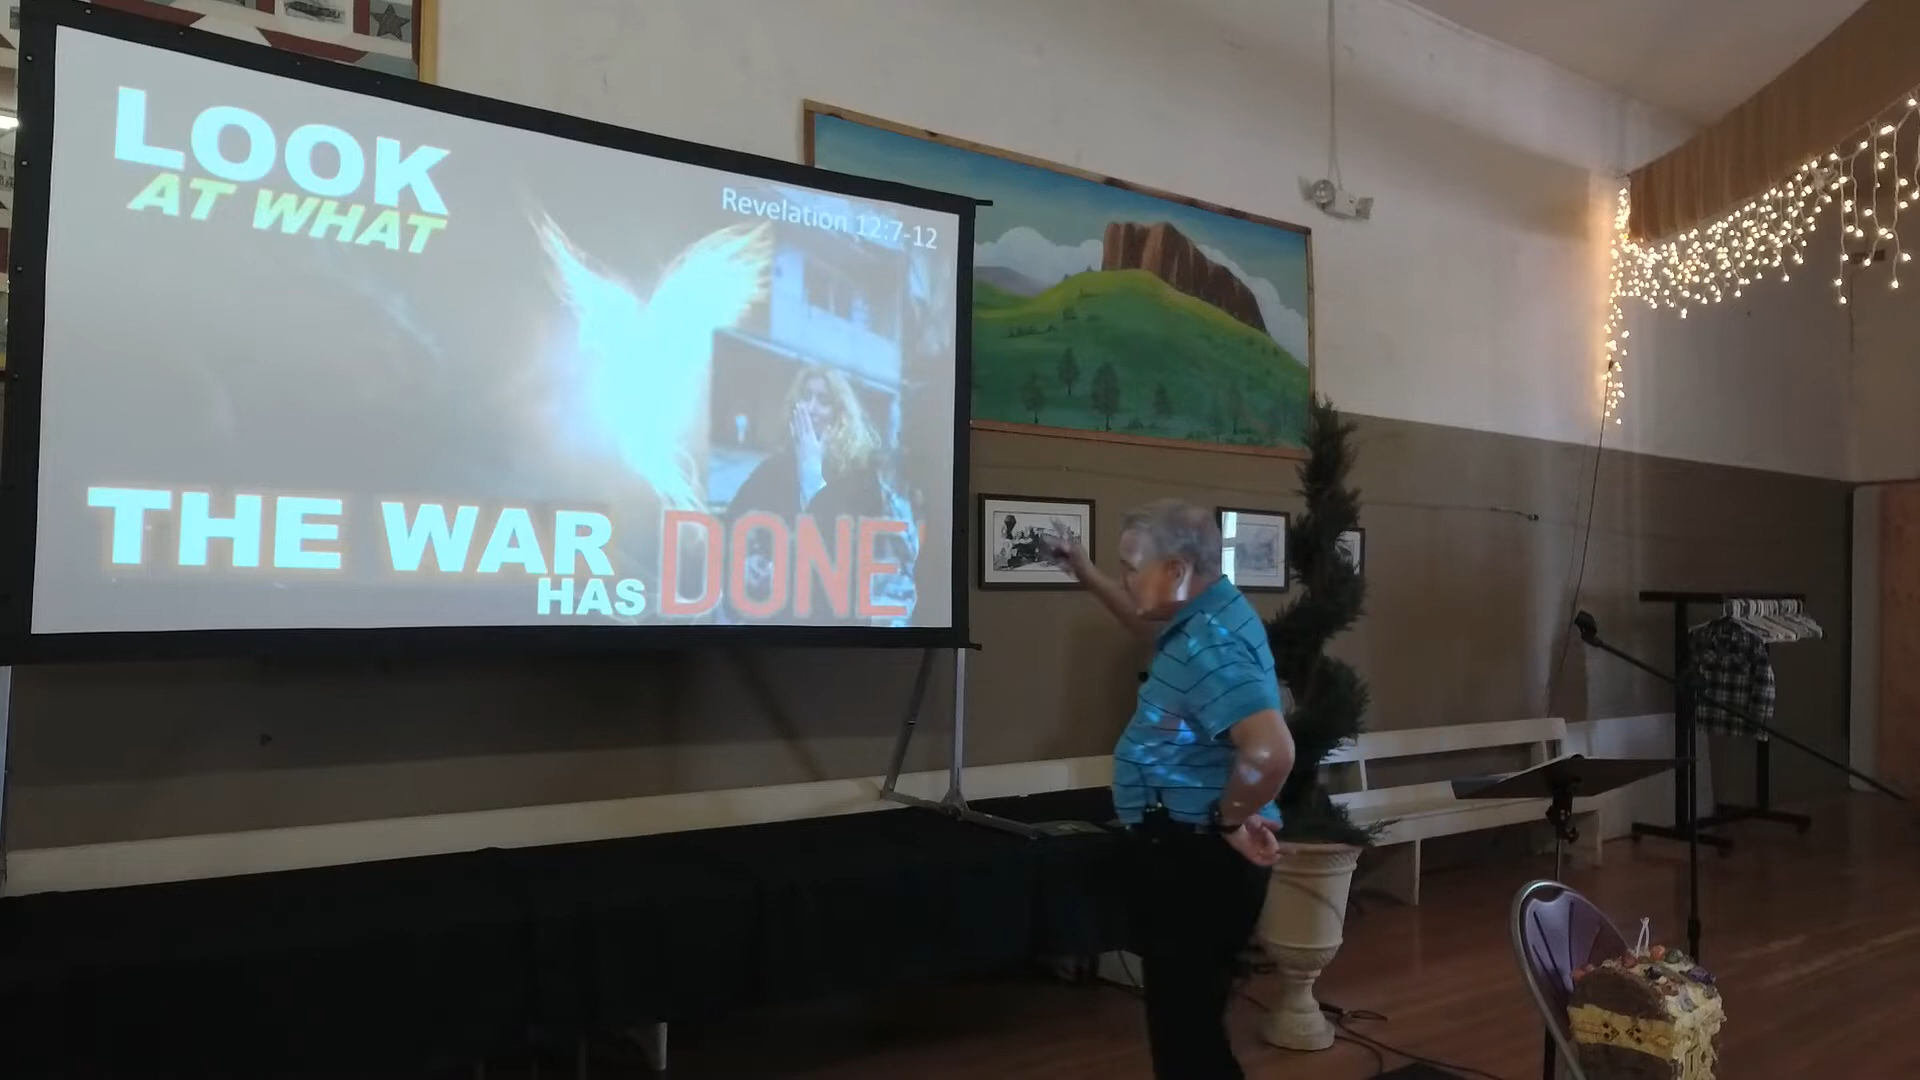 LOOK
AT WHAT
Revelation 12:7-12
THE WAR
HAS
DONE